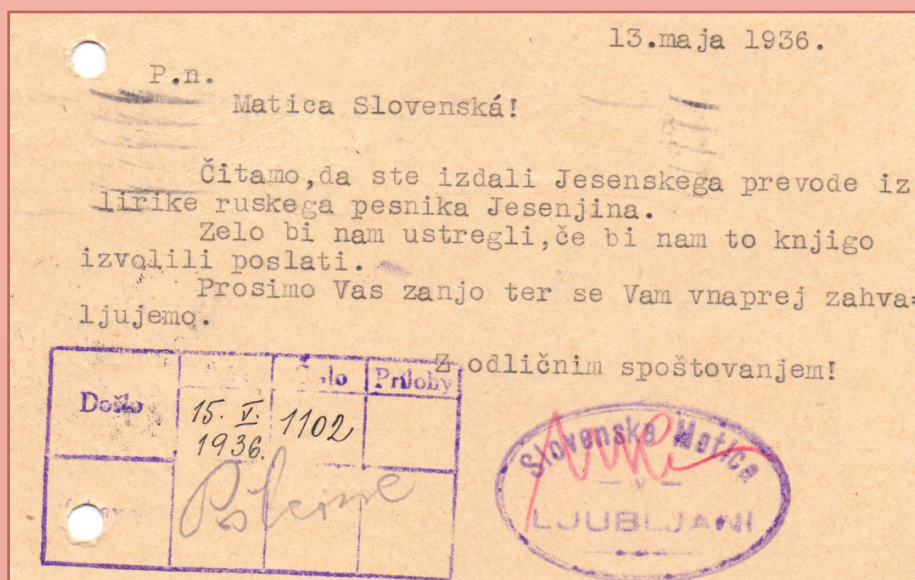 13.maja 1936.
P.n.
Matica Slovenská!
Čitamo,da ste izdali Jesenskega prevode iz
lirike ruskega pesnika Jesenjina.
Zelo bi nam ustregli,če bi nam to knjigo
izvolili poslati.
Prosimo Vas zanjo ter se Vam vnaprej zahva=
ljujemo.
Z odličnim spoštovanjem!
Došlo
Číslo
Prílohy
15. V.
1936.
1102
Slovenska Matica
V
LJUBLJANI